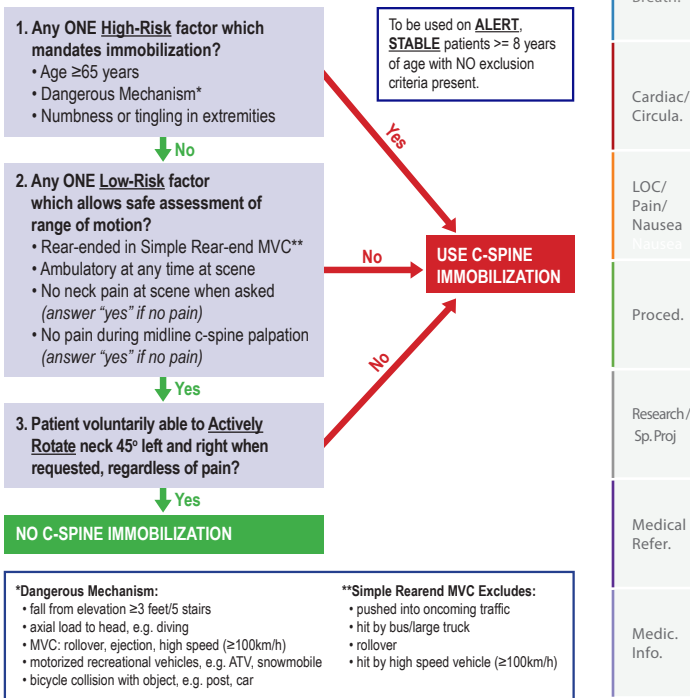 1. Any ONE High-Risk factor which
mandates immobilization?
• Age ≥65 years
• Dangerous Mechanism*
• Numbness or tingling in extremities
To be used on ALERT,
STABLE patients >= 8 years
of age with NO exclusion
criteria present.
Yes
No
2. Any ONE Low-Risk factor
which allows safe assessment of
range of motion?
• Rear-ended in Simple Rear-end MVC**
• Ambulatory at any time at scene
• No neck pain at scene when asked
(answer "yes" if no pain)
• No pain during midline c-spine palpation
(answer "yes" if no pain)
No
USE C-SPINE
IMMOBILIZATION
Yes
No
3. Patient voluntarily able to Actively
Rotate neck 45º left and right when
requested, regardless of pain?
Yes
NO C-SPINE IMMOBILIZATION
*Dangerous Mechanism:
• fall from elevation ≥3 feet/5 stairs
• axial load to head, e.g. diving
• MVC: rollover, ejection, high speed (≥100km/h)
• motorized recreational vehicles, e.g. ATV, snowmobile
• bicycle collision with object, e.g. post, car
**Simple Rearend MVC Excludes:
• pushed into oncoming traffic
• hit by bus/large truck
• rollover
• hit by high speed vehicle (≥100km/h)
Breath.
Cardiac/
Circula.
LOC/
Pain/
Nausea
Nausea
Proced.
Research/
Sp. Proj
Medical
Refer.
Medic.
Info.